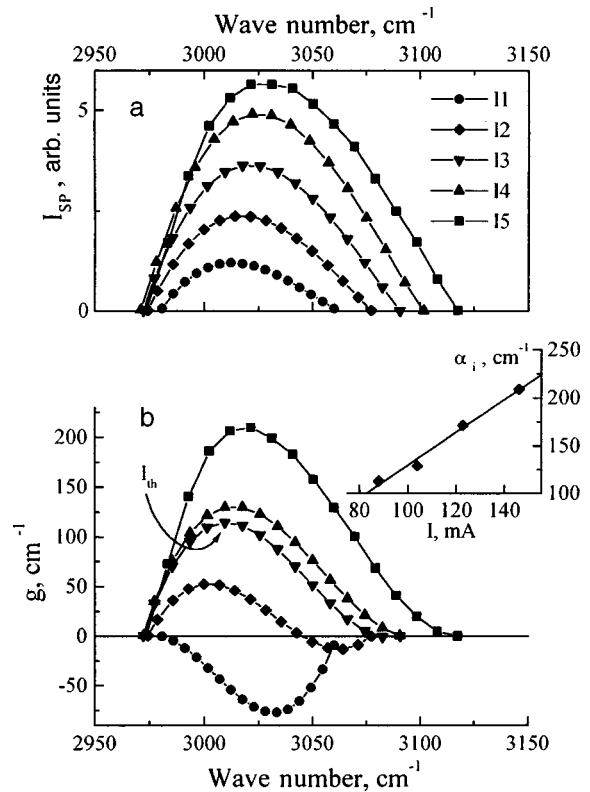 Wave number, cm⁻¹
2950 3000 3050 3100 3150
a
I_SP, arb. units
5
0
I1
I2
I3
I4
I5
α_i, cm⁻¹
250
200
150
100
80 100 120 140
I, mA
b
I_th
g, cm⁻¹
200
150
100
50
0
-50
2950 3000 3050 3100 3150
Wave number, cm⁻¹